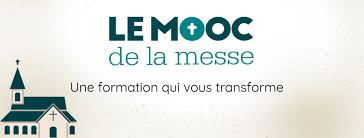 LE MOOC
de la messe
Une formation qui vous transforme